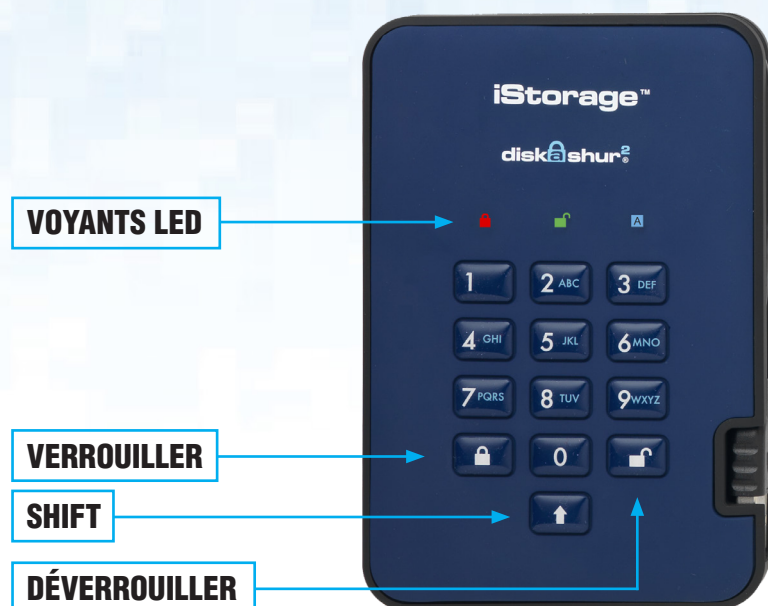 iStorage™
diskashur²®
VOYANTS LED
A
1
2 ABC
3 DEF
4 GHI
5 JKL
6 MNO
7 PQRS
8 TUV
9 WXYZ
VERROUILLER
0
SHIFT
DÉVERROUILLER